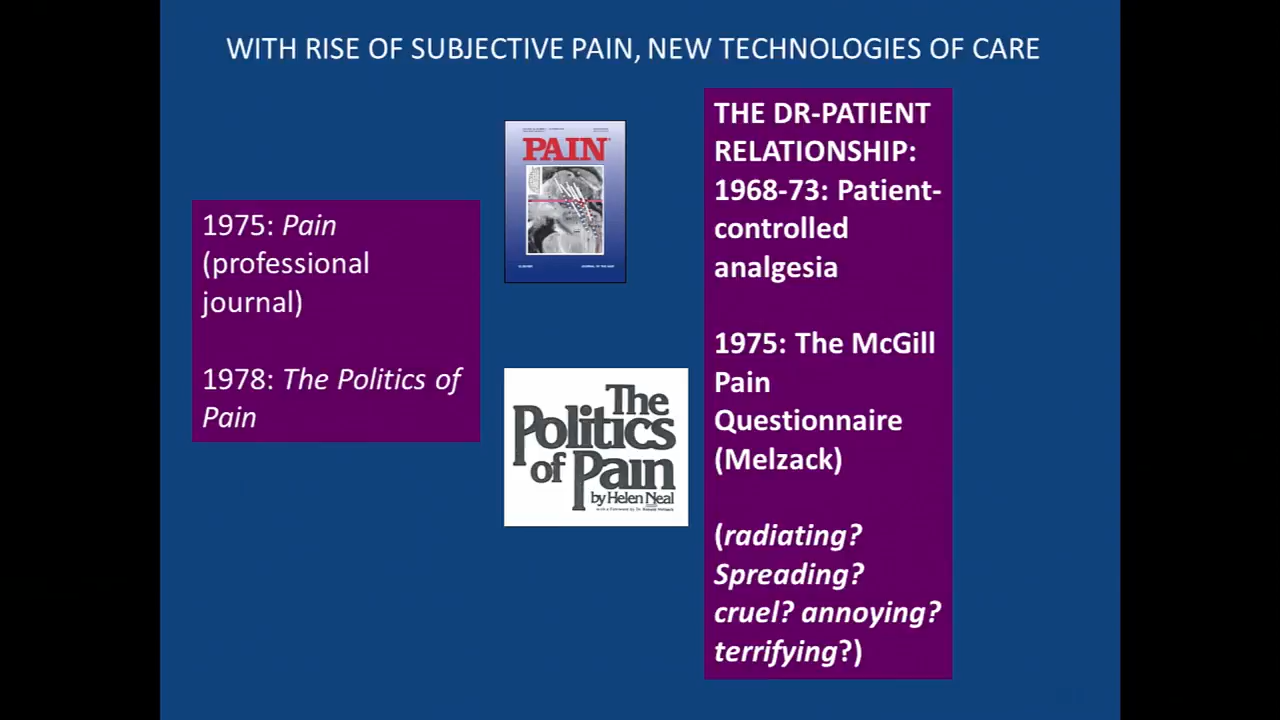 WITH RISE OF SUBJECTIVE PAIN, NEW TECHNOLOGIES OF CARE
1975: Pain
(professional
journal)
1978: The Politics of
Pain
PAIN
The
Politics
of Pain
by Helen Neal
THE DR-PATIENT
RELATIONSHIP:
1968-73: Patient-
controlled
analgesia
1975: The McGill
Pain
Questionnaire
(Melzack)
(radiating?
Spreading?
cruel? annoying?
terrifying?)